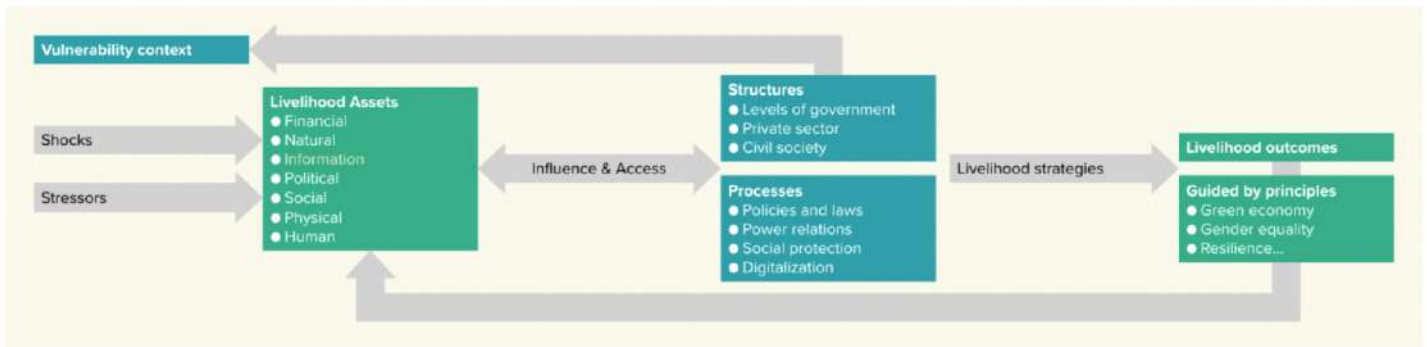 Vulnerability context
Shocks
Stressors
Livelihood Assets
● Financial
● Natural
● Information
● Political
● Social
● Physical
● Human
Influence & Access
Structures
● Levels of government
● Private sector
● Civil society
Processes
● Policies and laws
● Power relations
● Social protection
● Digitalization
Livelihood strategies
Livelihood outcomes
Guided by principles
● Green economy
● Gender equality
● Resilience...